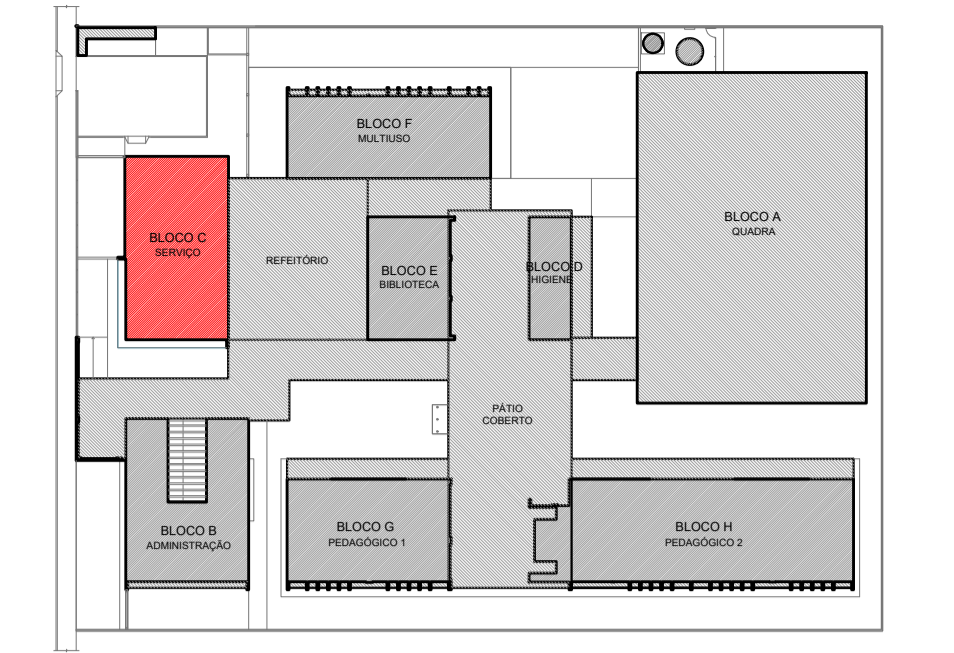 BLOCO F
MULTIUSO
BLOCO A
QUADRA
BLOCO C
SERVIÇO
REFEITÓRIO
BLOCO E
BIBLIOTECA
BLOCO D
HIGIENE
PÁTIO
COBERTO
BLOCO B
ADMINISTRAÇÃO
BLOCO G
PEDAGÓGICO 1
BLOCO H
PEDAGÓGICO 2